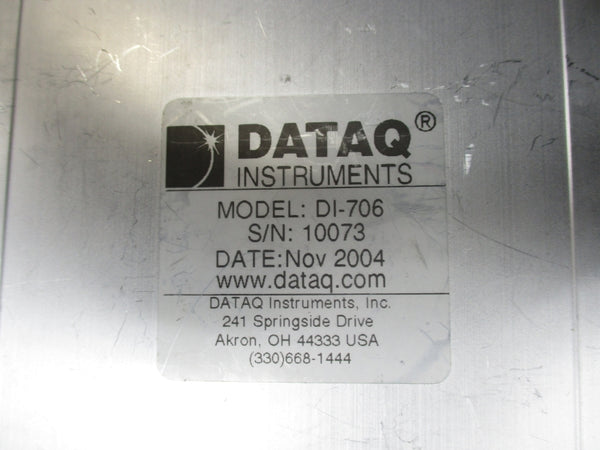 DATAQ®
INSTRUMENTS
MODEL: DI-706
S/N: 10073
DATE:Nov 2004
www.dataq.com
DATAQ Instruments, Inc.
241 Springside Drive
Akron, OH 44333 USA
(330)668-1444